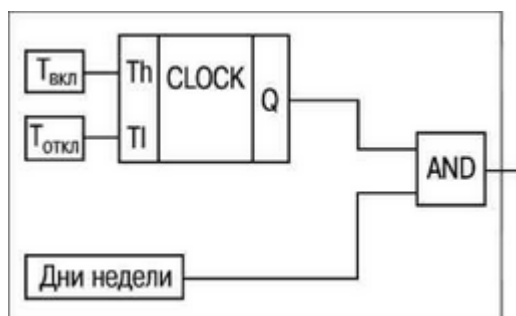 Tвкл
Th
CLOCK
Q
Tоткл
Tl
AND
Дни недели